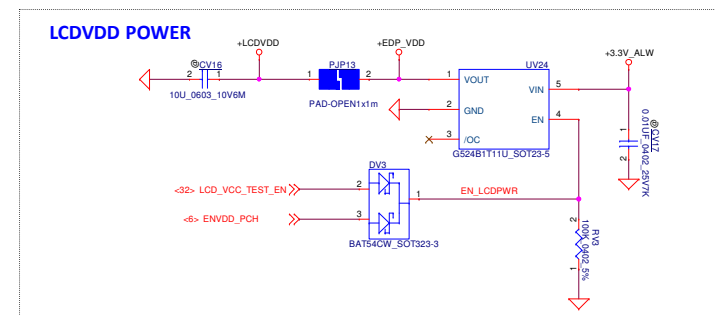 LCDVDD POWER
+LCDVDD
+EDP_VDD
+3.3V_ALW
@CV16
2 1
10U_0603_10V6M
PJP13
1 2
PAD-OPEN1x1m
UV24
1 VOUT
VIN 5
2 GND
EN 4
3 /OC
G524B1T11U_SOT23-5
@CV17
0.01UF_0402_25V7K
1
2
DV3
<32> LCD_VCC_TEST_EN 2
1 EN_LCDPWR
<6> ENVDD_PCH 3
BAT54CW_SOT323-3
RV3
100K_0402_5%
2
1